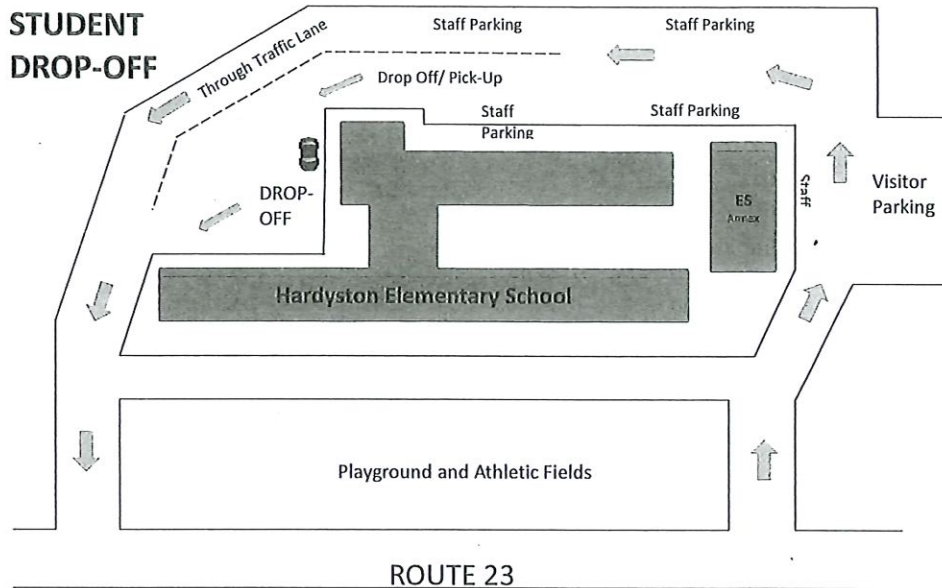 STUDENT
DROP-OFF
Staff Parking
Staff Parking
Through Traffic Lane
Drop Off/ Pick-Up
Staff
Parking
Staff Parking
DROP-
OFF
ES
Annex
Staff
Visitor
Parking
Hardyston Elementary School
Playground and Athletic Fields
ROUTE 23